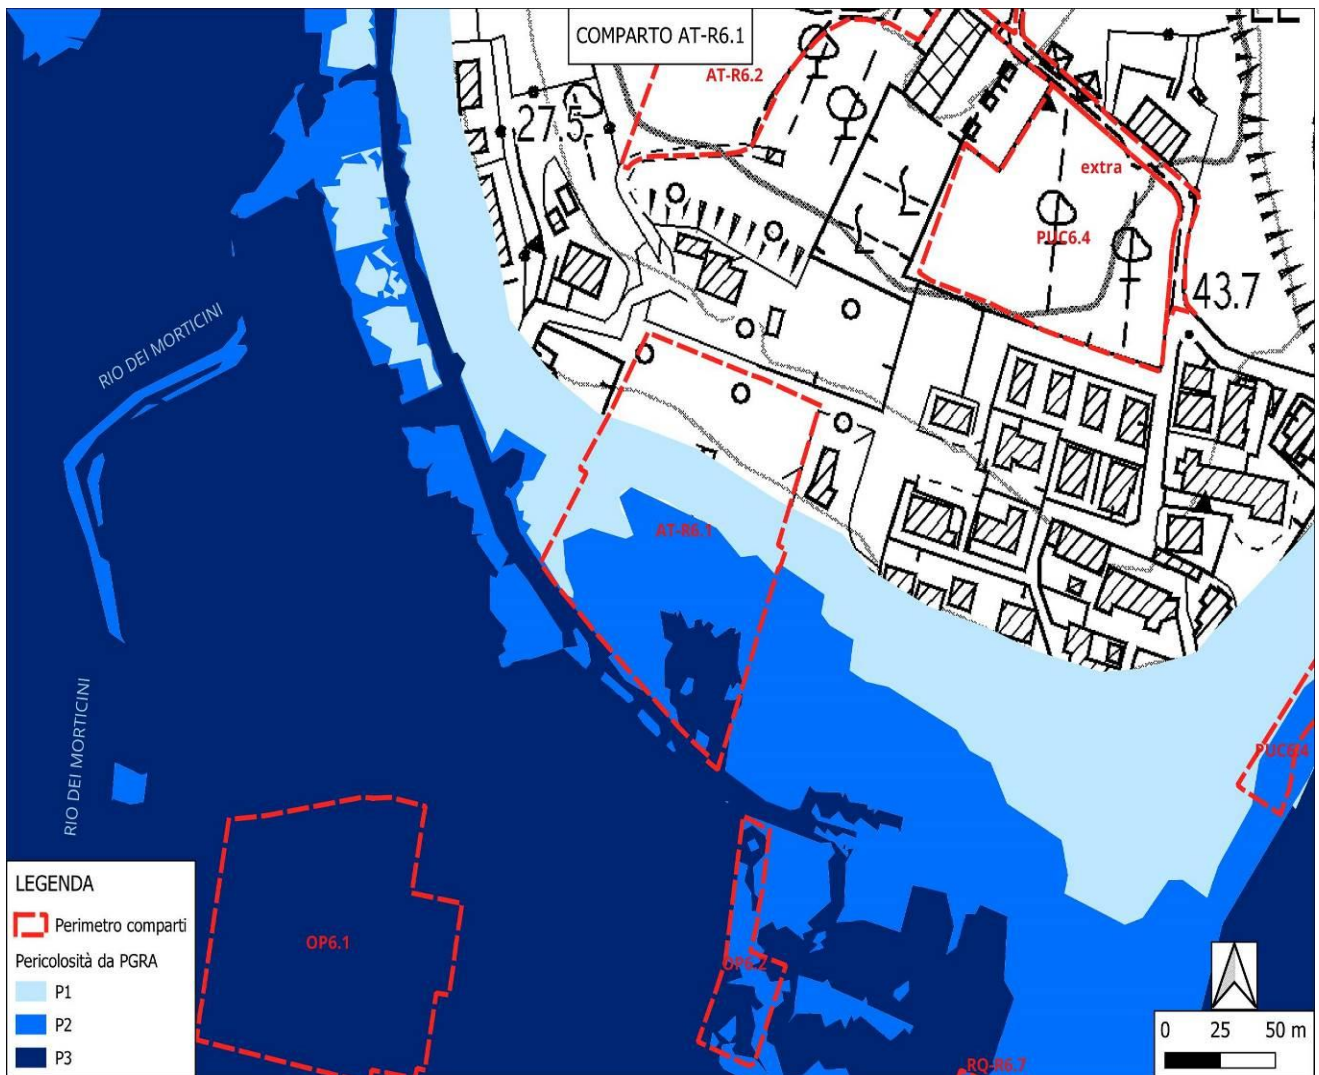 COMPARTO AT-R6.1
AT-R6.2
27.5
extra
PUC6.4
43.7
RIO DEI MORTICINI
AT-R6.1
RIO DEI MORTICINI
PUC6.4
OP6.1
OP6.2
RQ-R6.7
LEGENDA
Perimetro comparti
Pericolosità da PGRA
P1
P2
P3
0 25 50 m